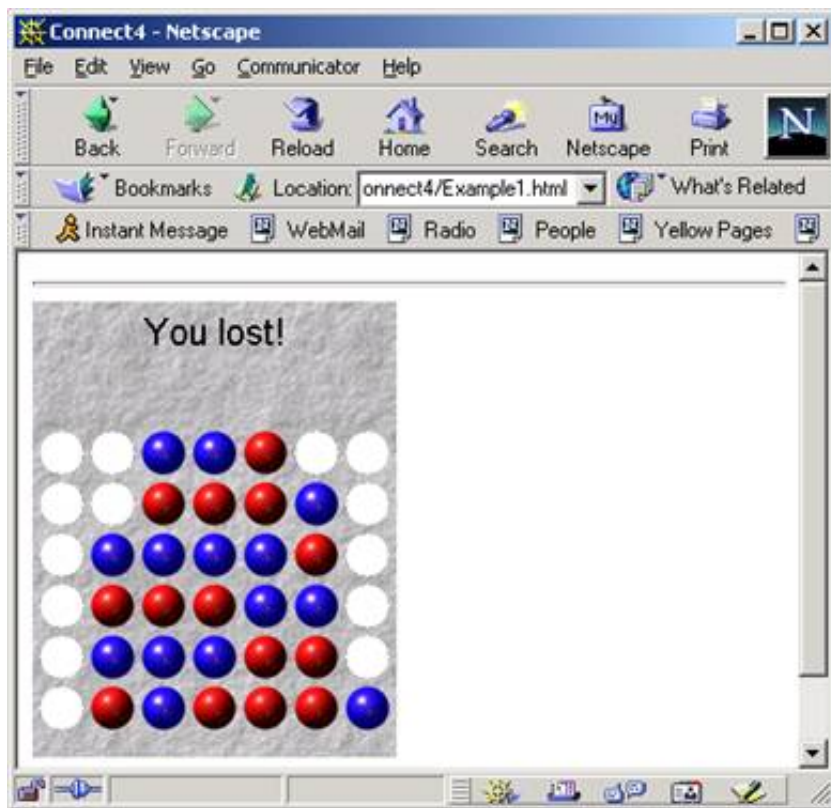 Connect4 - Netscape
File Edit View Go Communicator Help
Back Forward Reload Home Search Netscape Print
My
N
Bookmarks Location: onnect4/Example1.html What's Related
Instant Message WebMail Radio People Yellow Pages
You lost!